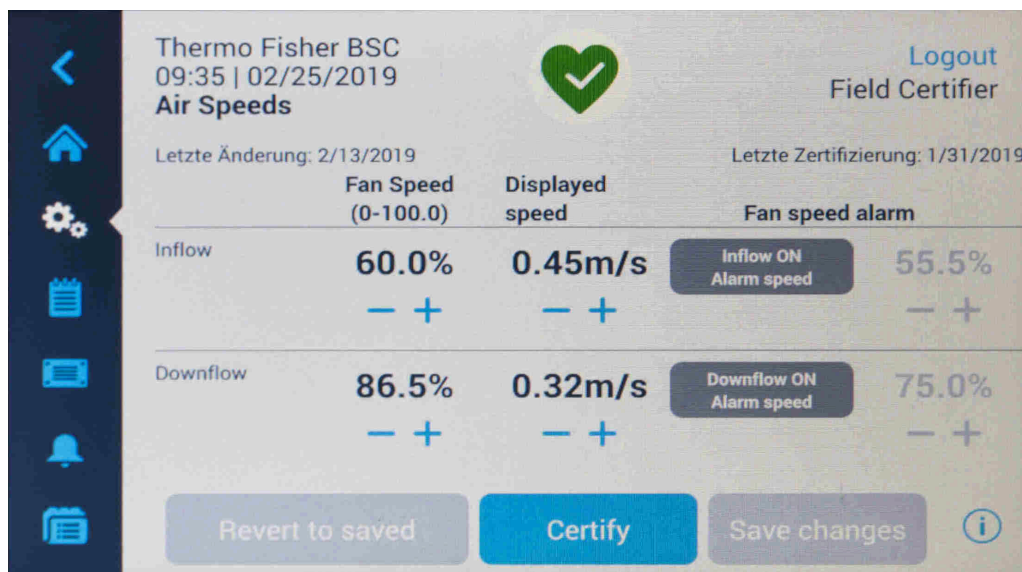 Thermo Fisher BSC
09:35 | 02/25/2019
Air Speeds
Logout
Field Certifier
Letzte Änderung: 2/13/2019
Letzte Zertifizierung: 1/31/2019
Fan Speed
(0-100.0)
Displayed
speed
Fan speed alarm
Inflow
60.0%
0.45m/s
Inflow ON
Alarm speed
55.5%
Downflow
86.5%
0.32m/s
Downflow ON
Alarm speed
75.0%
Revert to saved
Certify
Save changes
i